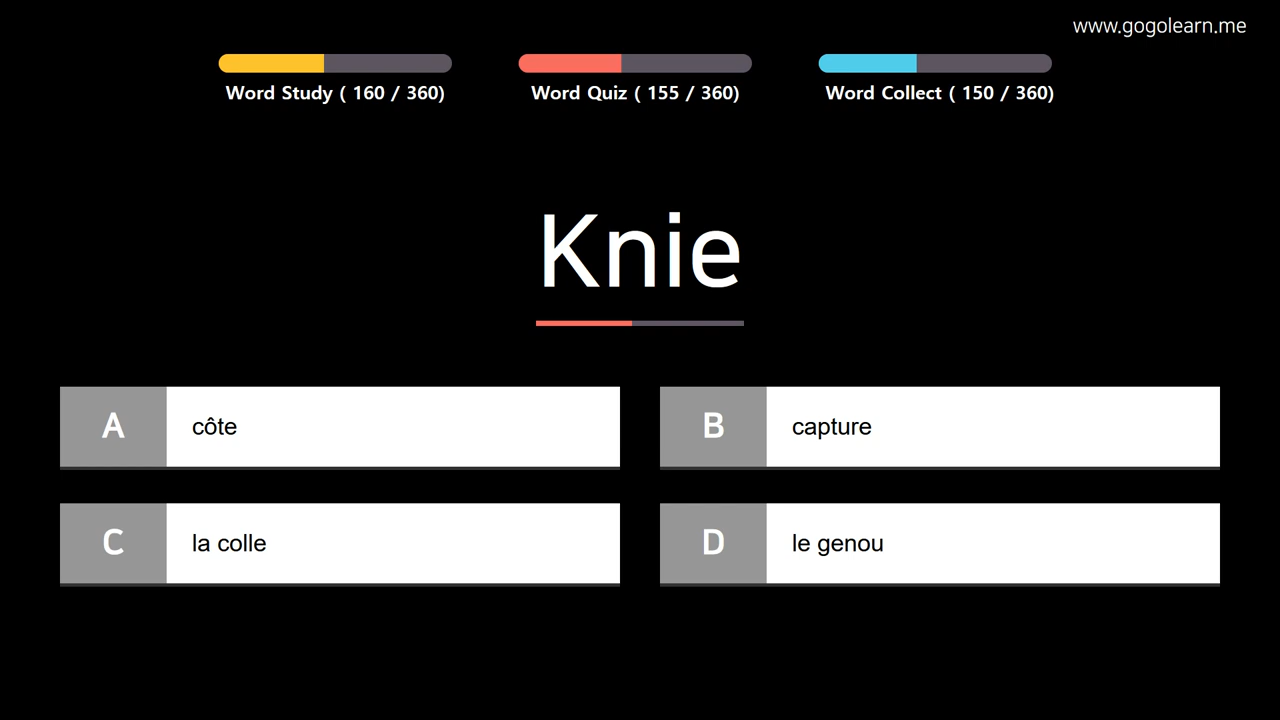 www.gogolearn.me
Word Study ( 160 / 360)
Word Quiz ( 155 / 360)
Word Collect ( 150 / 360)
Knie
A
côte
B
capture
C
la colle
D
le genou